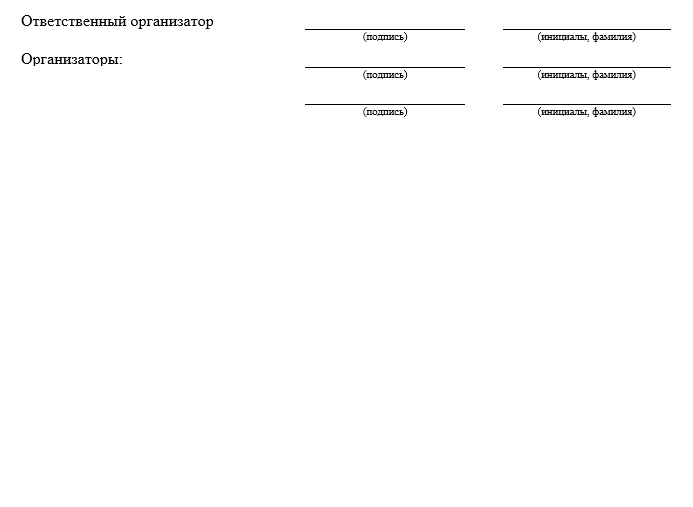 Ответственный организатор
(подпись) (инициалы, фамилия)
Организаторы:
(подпись) (инициалы, фамилия)
(подпись) (инициалы, фамилия)